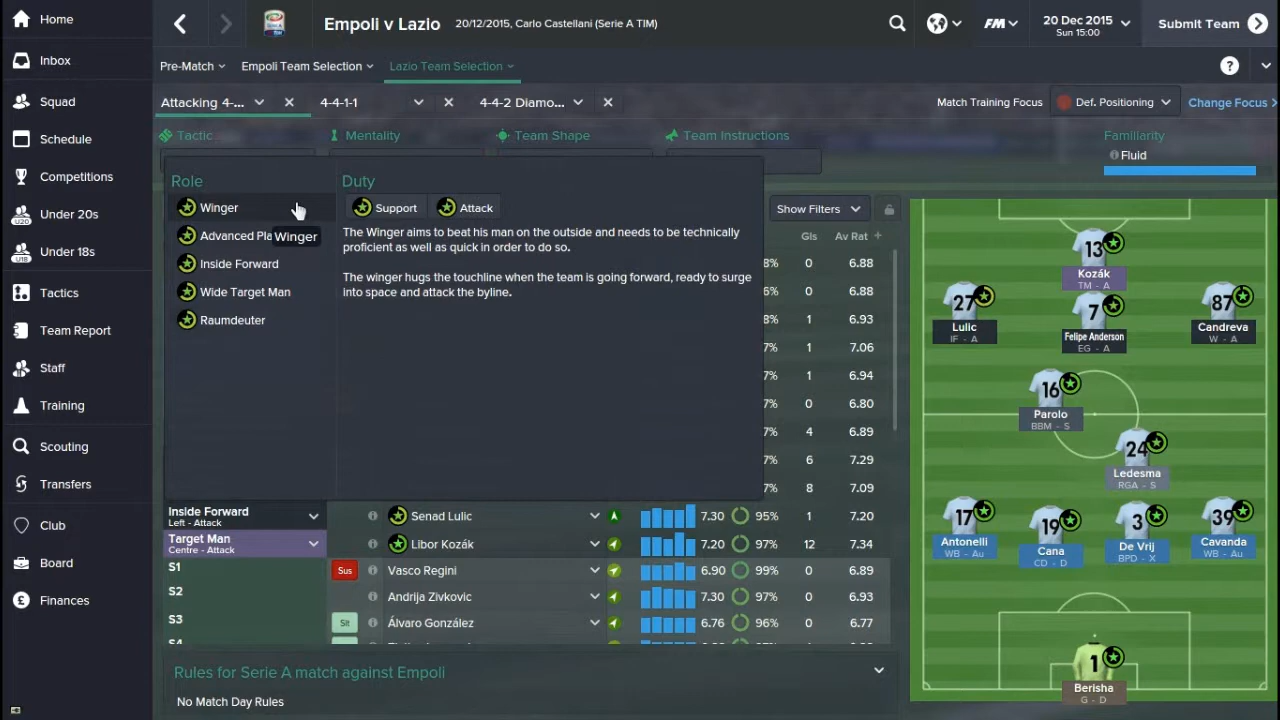 Home
Inbox
Squad
Schedule
Competitions
Under 20s
U20
Under 18s
U18
Tactics
Team Report
Staff
Training
Scouting
Transfers
Club
Board
Finances
Empoli v Lazio
20/12/2015, Carlo Castellani (Serie A TIM)
FM
20 Dec 2015
Sun 15:00
Submit Team
Pre-Match
Empoli Team Selection
Lazio Team Selection
?
Attacking 4-...
4-4-1-1
4-4-2 Diamo...
Match Training Focus
Def. Positioning
Change Focus
Tactic
Mentality
Team Shape
Team Instructions
Familiarity
Fluid
Role
Duty
Winger
Advanced Pla
Winger
Inside Forward
Wide Target Man
Raumdeuter
Support
Attack
The Winger aims to beat his man on the outside and needs to be technically
proficient as well as quick in order to do so.
The winger hugs the touchline when the team is going forward, ready to surge
into space and attack the byline.
Show Filters
Gls Av Rat
8% 0 6.88
6% 0 6.88
8% 1 6.93
7% 1 7.06
7% 1 6.94
7% 0 6.80
7% 4 6.89
7% 6 7.29
7% 8 7.09
Inside Forward
Left - Attack
Senad Lulic 7.30 95% 1 7.20
Target Man
Centre - Attack
Libor Kozák 7.20 97% 12 7.34
S1 Sus Vasco Regini 6.90 99% 0 6.89
S2 Andrija Zivkovic 7.30 97% 0 6.93
S3 Sit Álvaro González 6.76 96% 0 6.77
S4
Rules for Serie A match against Empoli
No Match Day Rules
13
Kozák
TM - A
27
Lulic
IF - A
7
Felipe Anderson
EG - A
87
Candreva
W - A
16
Parolo
BBM - S
24
Ledesma
RGA - S
17
Antonelli
WB - Au
19
Cana
CD - D
3
De Vrij
BPD - X
39
Cavanda
WB - Au
1
Berisha
G - D